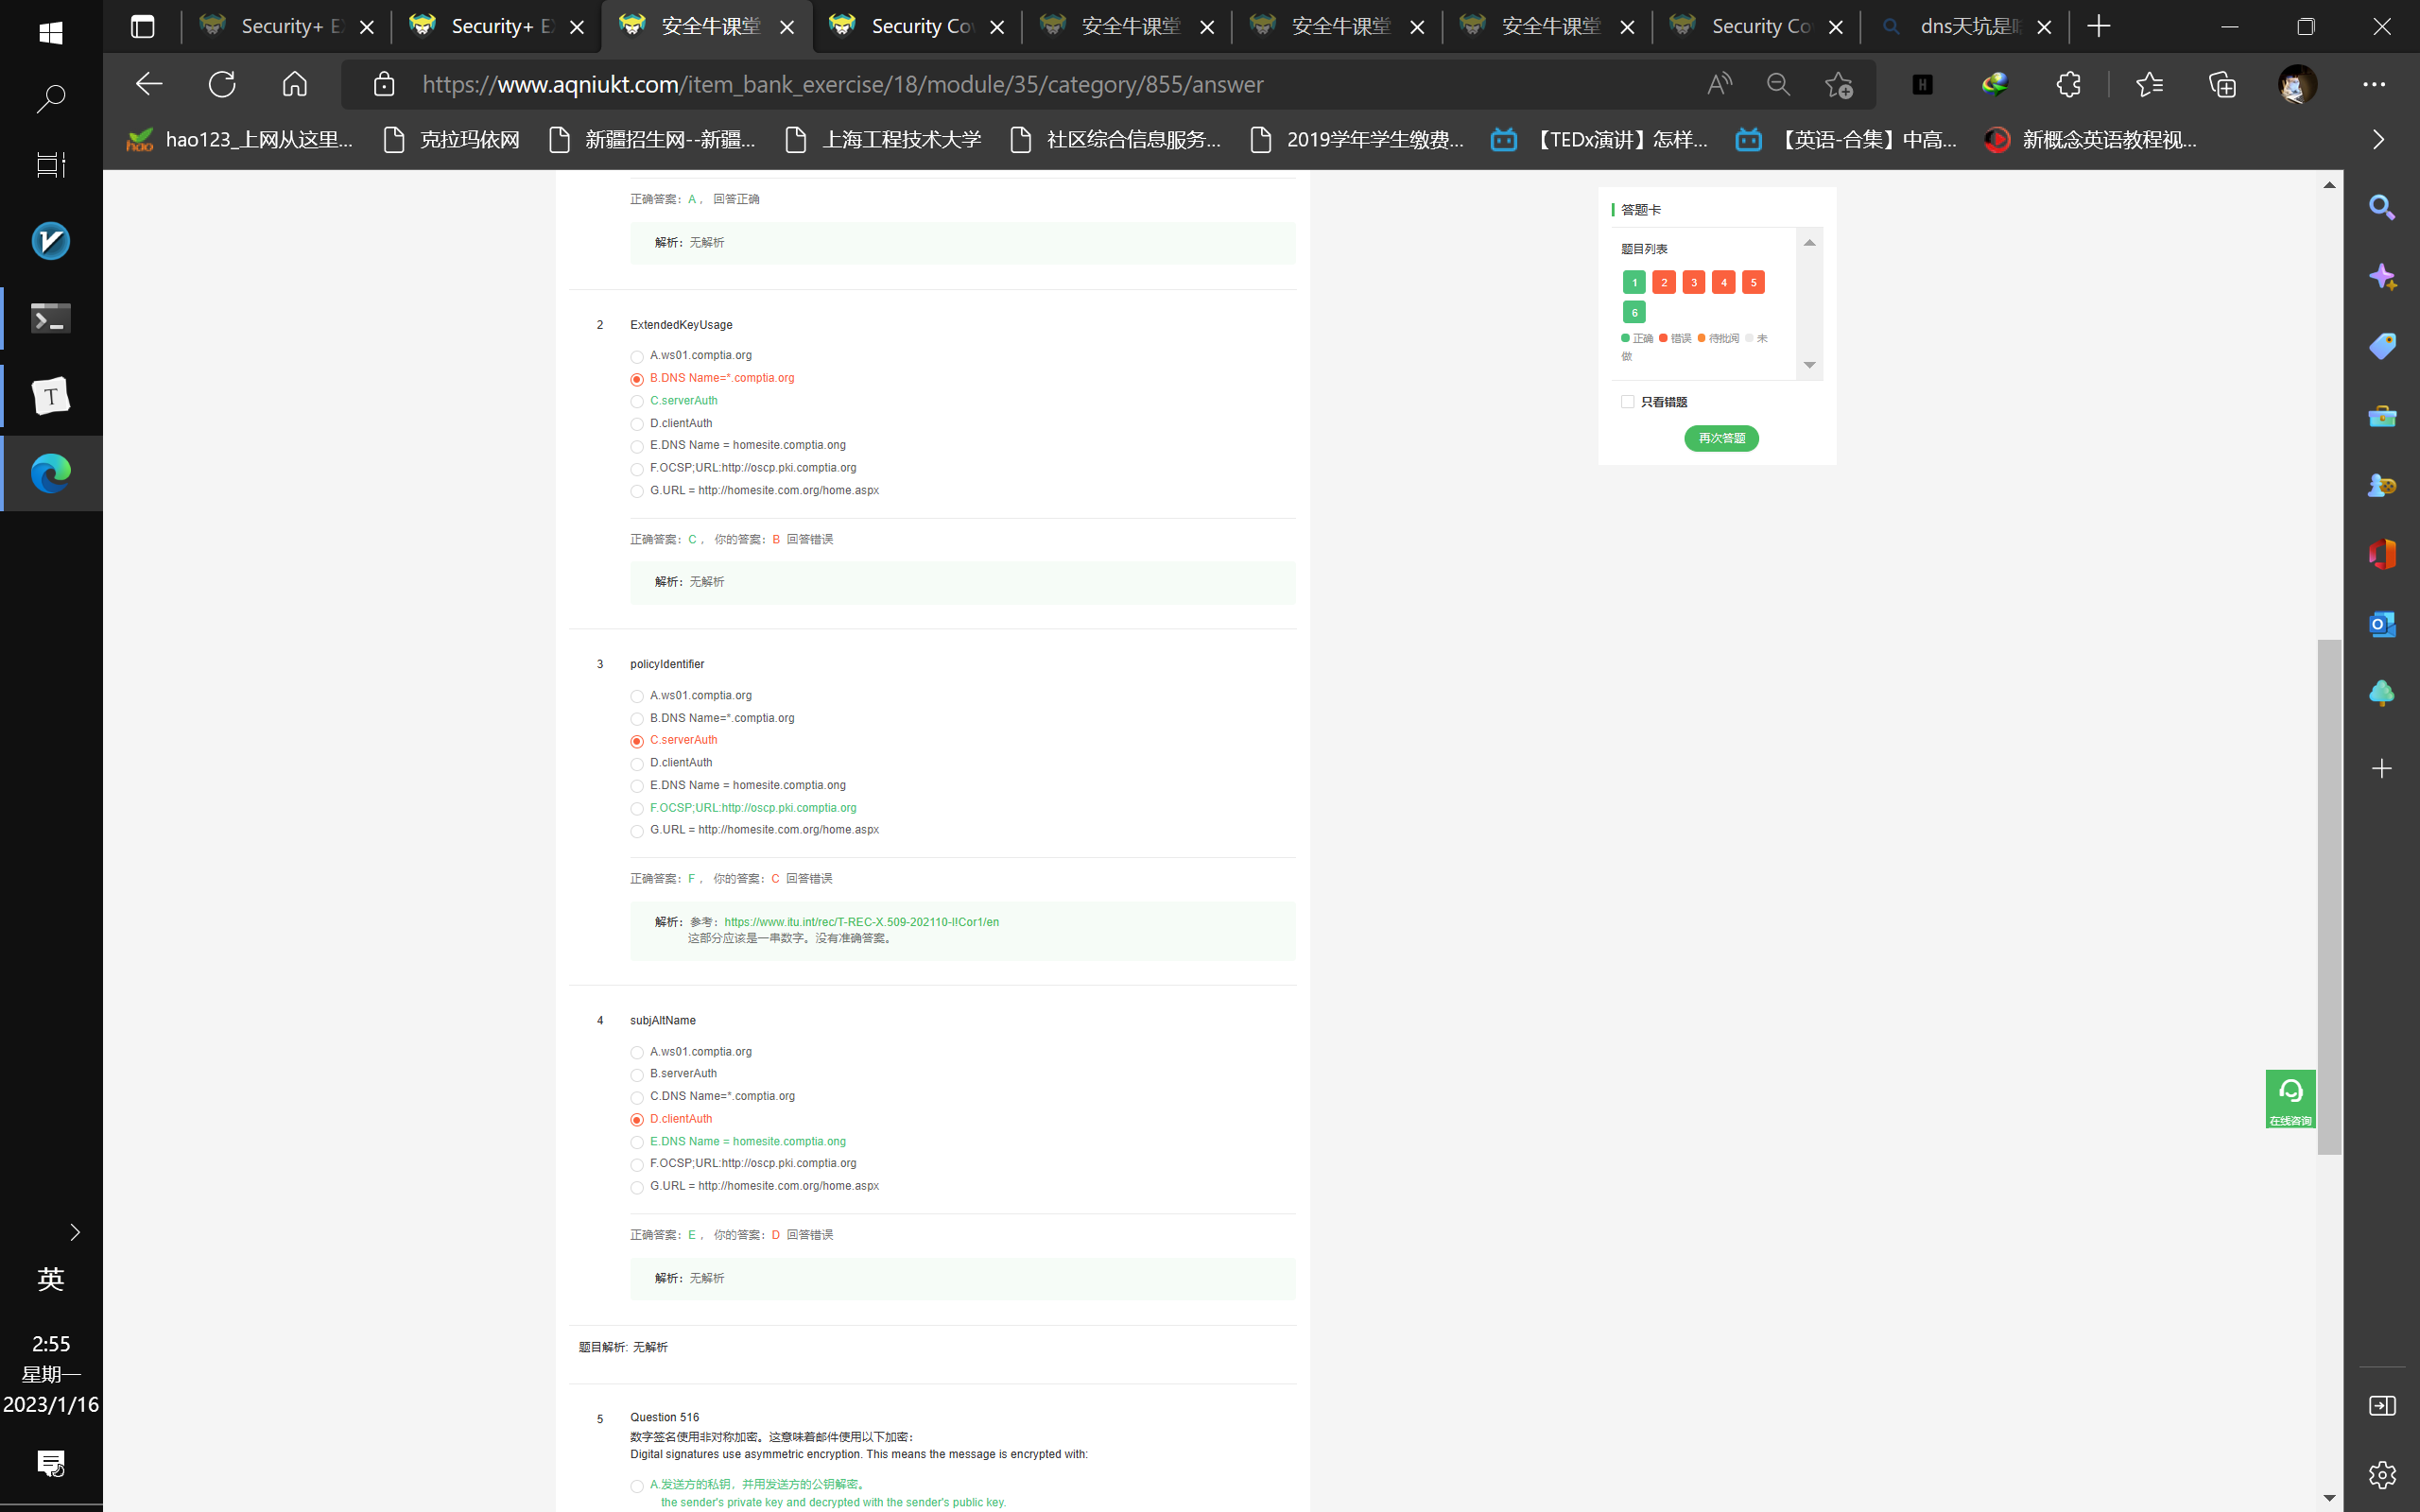 Security+ E
Security+ E
安全牛课堂
Security Co
安全牛课堂
安全牛课堂
安全牛课堂
Security Co
dns天坑是
https://www.aqniukt.com/item_bank_exercise/18/module/35/category/855/answer
hao123_上网从这里...
克拉玛依网
新疆招生网--新疆...
上海工程技术大学
社区综合信息服务...
2019学年学生缴费...
【TEDx演讲】怎样...
【英语-合集】中高...
新概念英语教程视...
正确答案：A， 回答正确
解析：无解析
2 ExtendedKeyUsage
A.ws01.comptia.org
B.DNS Name=*.comptia.org
C.serverAuth
D.clientAuth
E.DNS Name = homesite.comptia.ong
F.OCSP;URL:http://oscp.pki.comptia.org
G.URL = http://homesite.com.org/home.aspx
正确答案：C， 你的答案：B 回答错误
解析：无解析
3 policyIdentifier
A.ws01.comptia.org
B.DNS Name=*.comptia.org
C.serverAuth
D.clientAuth
E.DNS Name = homesite.comptia.ong
F.OCSP;URL:http://oscp.pki.comptia.org
G.URL = http://homesite.com.org/home.aspx
正确答案：F， 你的答案：C 回答错误
解析：参考：https://www.itu.int/rec/T-REC-X.509-202110-I!Cor1/en
这部分应该是一串数字。没有准确答案。
4 subjAltName
A.ws01.comptia.org
B.serverAuth
C.DNS Name=*.comptia.org
D.clientAuth
E.DNS Name = homesite.comptia.ong
F.OCSP;URL:http://oscp.pki.comptia.org
G.URL = http://homesite.com.org/home.aspx
正确答案：E， 你的答案：D 回答错误
解析：无解析
题目解析: 无解析
5 Question 516
数字签名使用非对称加密。这意味着邮件使用以下加密：
Digital signatures use asymmetric encryption. This means the message is encrypted with:
A.发送方的私钥，并用发送方的公钥解密。
the sender's private key and decrypted with the sender's public key.
答题卡
题目列表
1 2 3 4 5
6
正确 错误 待批阅 未
做
只看错题
再次答题
在线咨询
英
2:55
星期一
2023/1/16